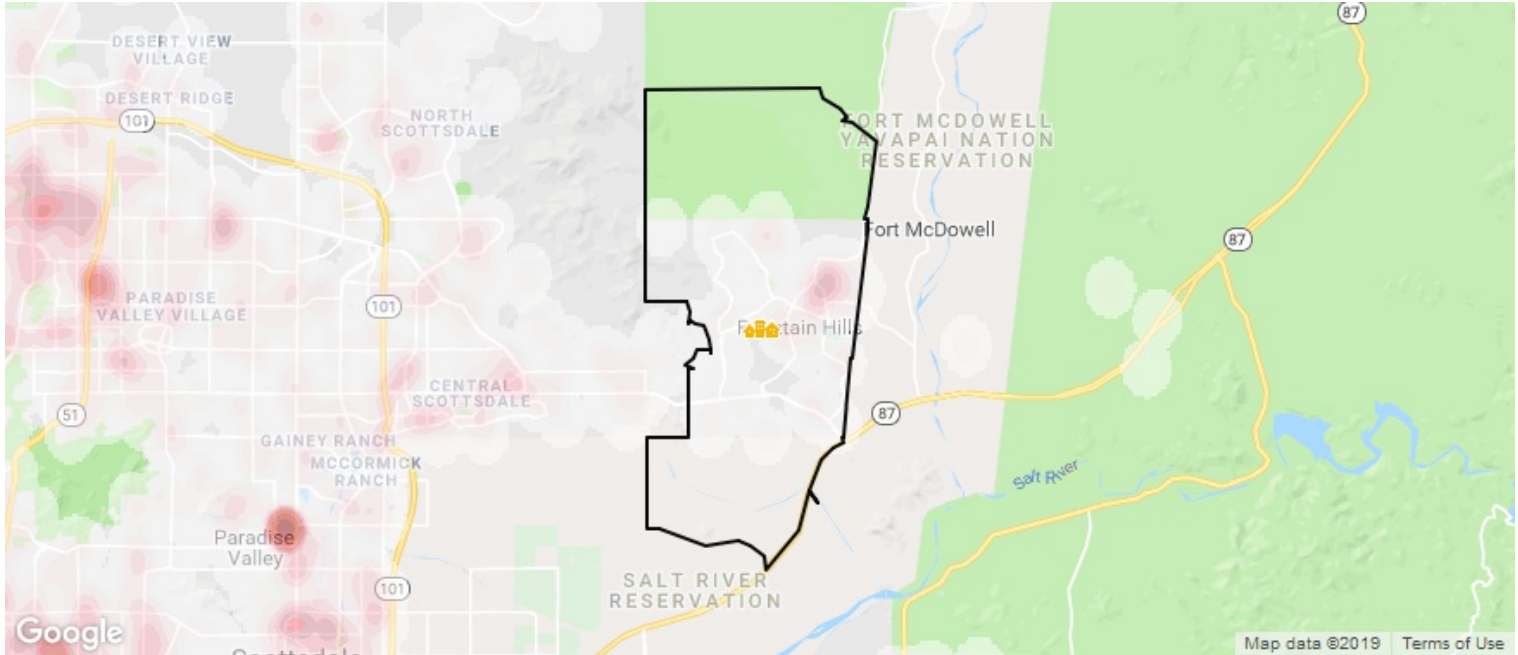 87
DESERT VIEW
VILLAGE
DESERT RIDGE
101
NORTH
SCOTTSDALE
FORT MCDOWELL
YAVAPAI NATION
RESERVATION
Fort McDowell
87
PARADISE
VALLEY VILLAGE
101
Hills
CENTRAL
SCOTTSDALE
51
87
GAINEY RANCH
MCCORMICK
RANCH
Salt River
Paradise
Valley
101
SALT RIVER
RESERVATION
Google
Scottsdale
Map data ©2019
Terms of Use